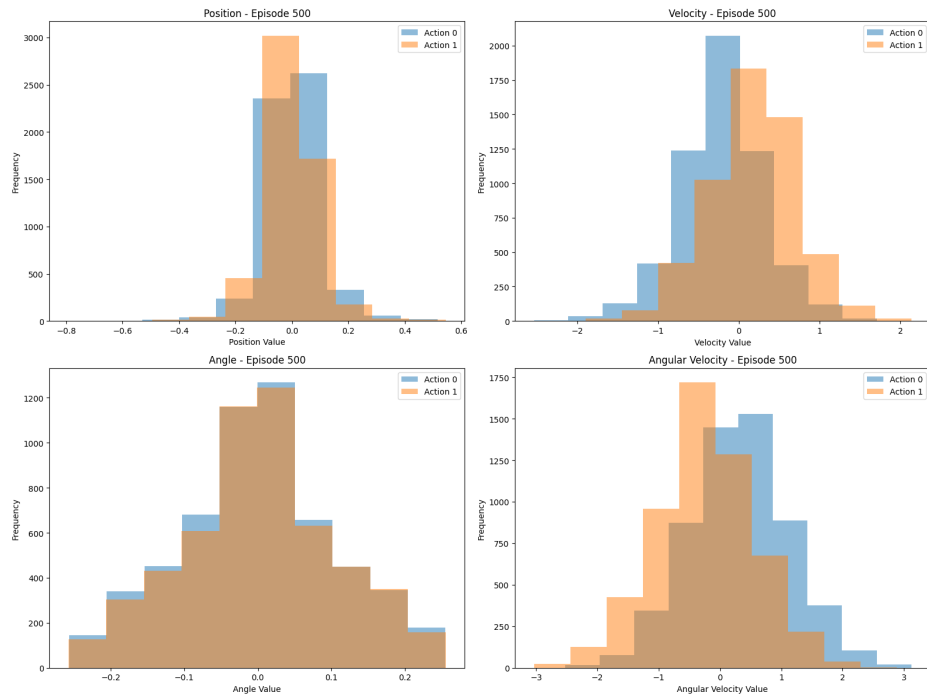 Position - Episode 500
Action 0
Action 1
3000
2500
2000
1500
1000
500
0
Frequency
−0.8 −0.6 −0.4 −0.2 0.0 0.2 0.4 0.6
Position Value
Velocity - Episode 500
Action 0
Action 1
2000
1750
1500
1250
1000
750
500
250
0
Frequency
−2 −1 0 1 2
Velocity Value
Angle - Episode 500
Action 0
Action 1
1200
1000
800
600
400
200
0
Frequency
−0.2 −0.1 0.0 0.1 0.2
Angle Value
Angular Velocity - Episode 500
Action 0
Action 1
1750
1500
1250
1000
750
500
250
0
Frequency
−3 −2 −1 0 1 2 3
Angular Velocity Value